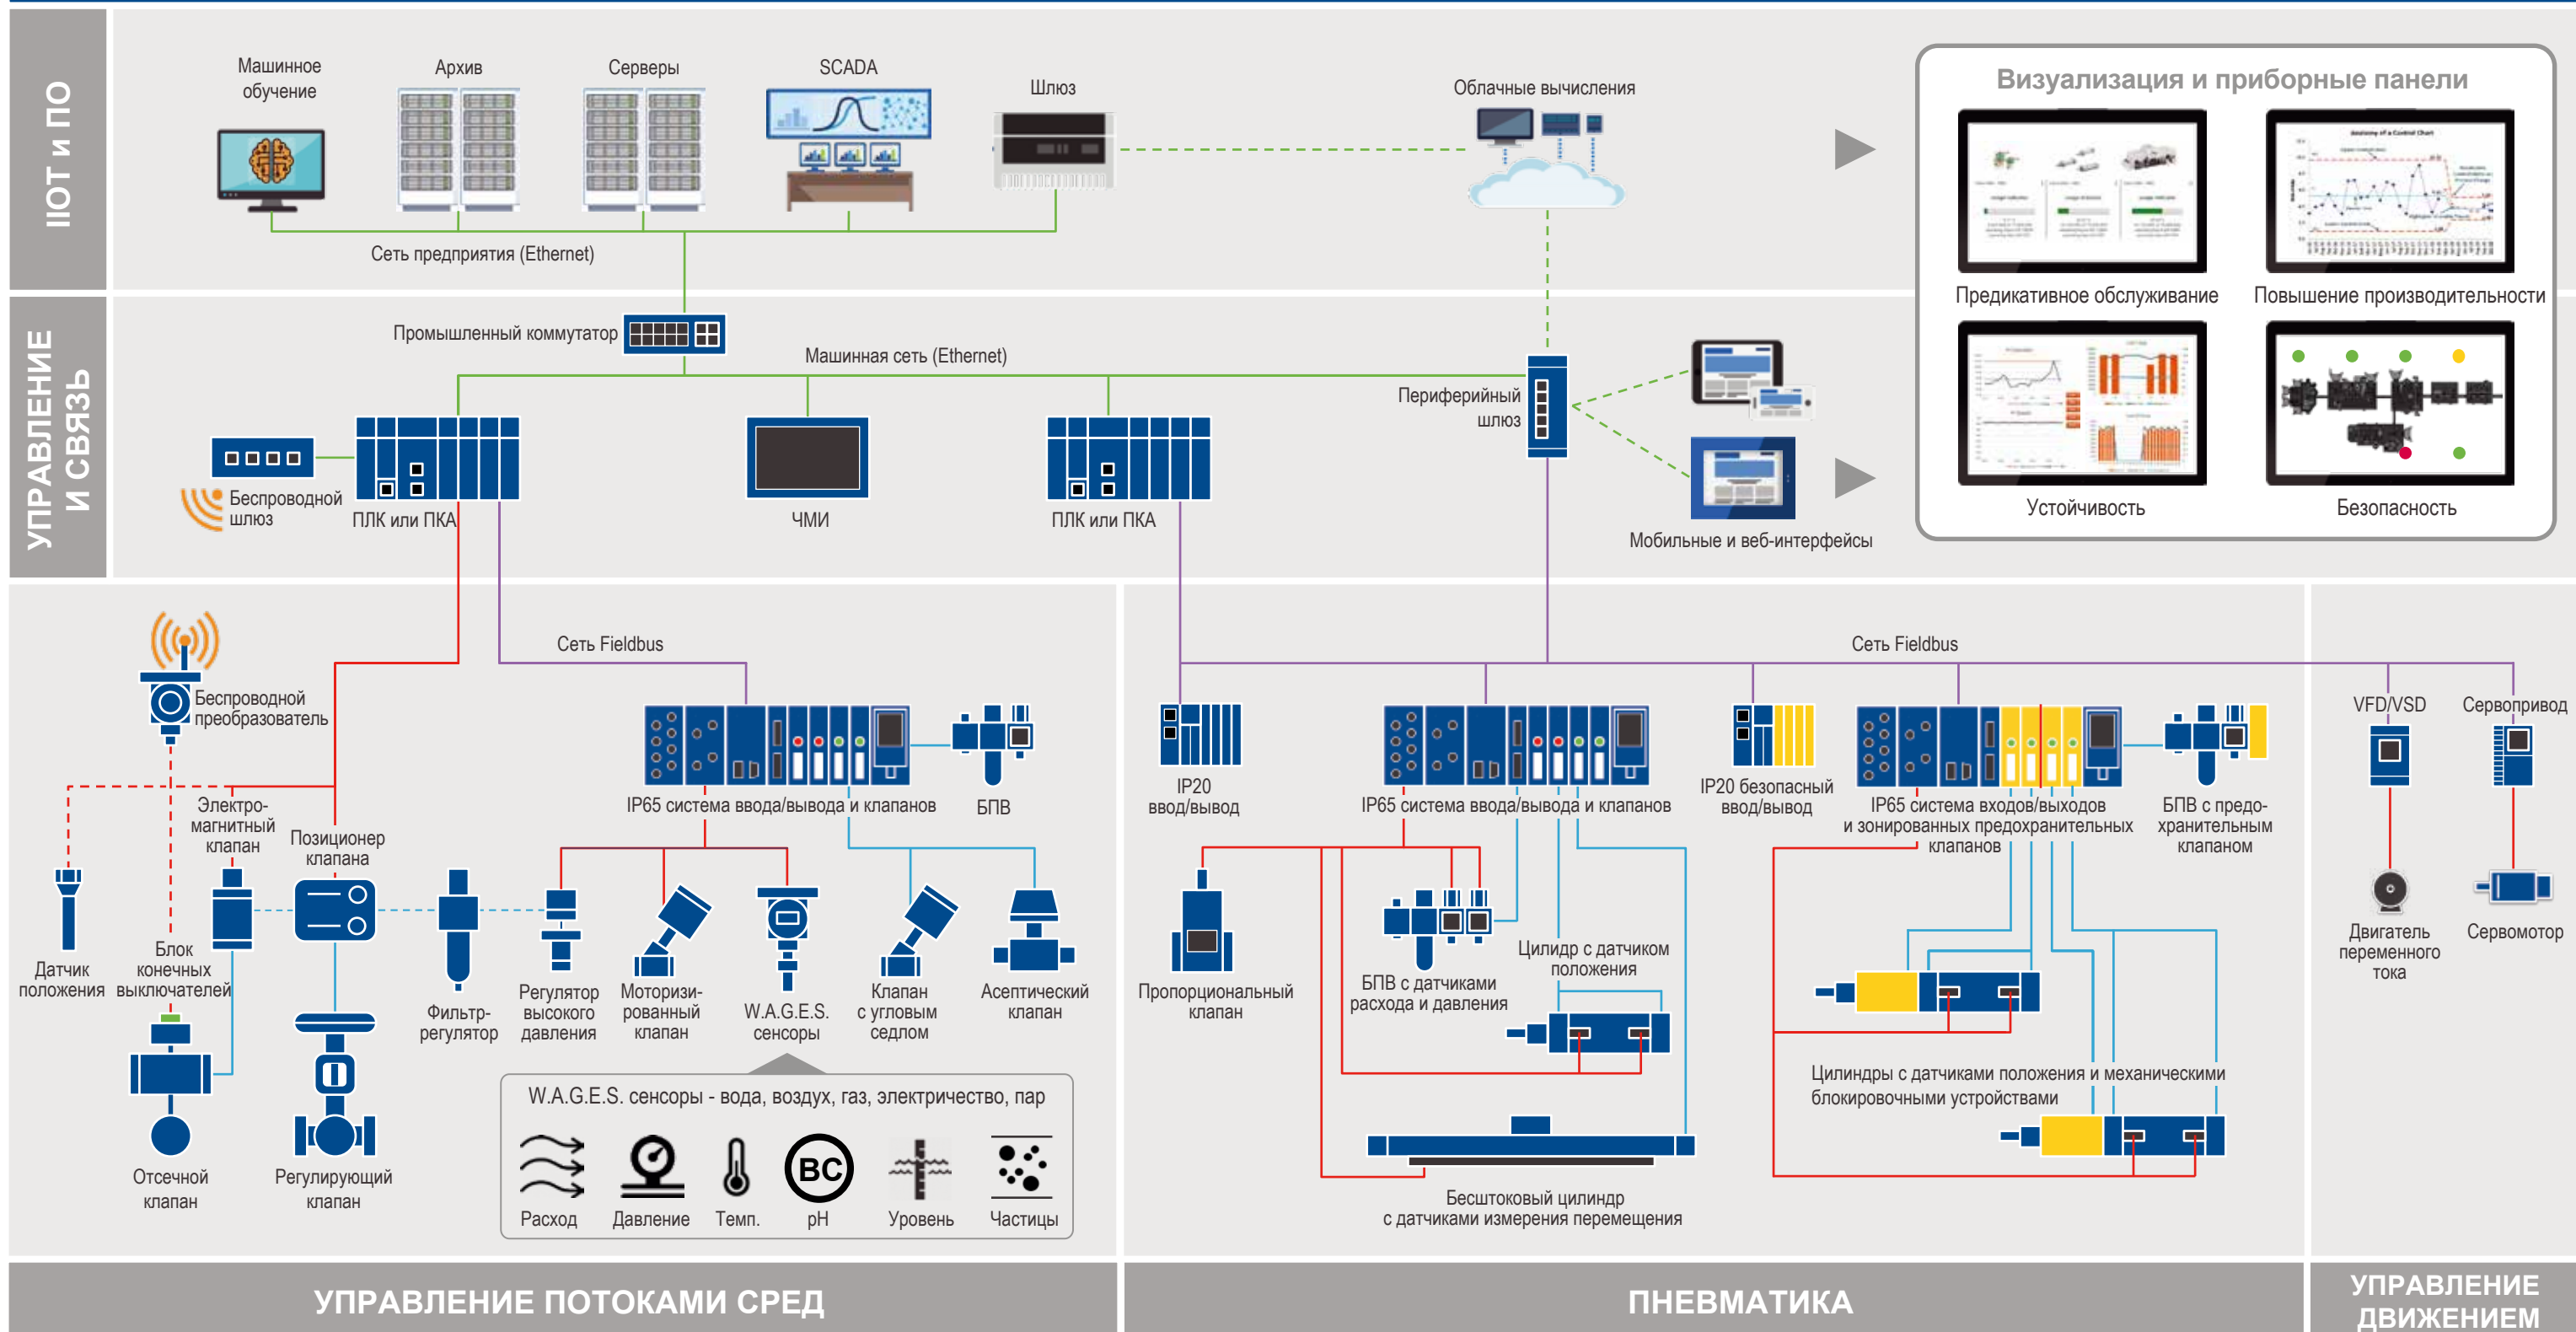 IIOT и ПО
Машинное
обучение
Архив
Серверы
SCADA
Шлюз
Облачные вычисления
Сеть предприятия (Ethernet)
Визуализация и приборные панели
Anatomy of a Control Chart
Предикативное обслуживание
Повышение производительности
Устойчивость
Безопасность
УПРАВЛЕНИЕ
И СВЯЗЬ
Промышленный коммутатор
Машинная сеть (Ethernet)
Беспроводной
шлюз
ПЛК или ПКА
ЧМИ
ПЛК или ПКА
Периферийный
шлюз
Мобильные и веб-интерфейсы
Беспроводной
преобразователь
Сеть Fieldbus
IP65 система ввода/вывода и клапанов
БПВ
Электро-
магнитный
клапан
Позиционер
клапана
Датчик
положения
Блок
конечных
выключателей
Фильтр-
регулятор
Регулятор
высокого
давления
Моторизи-
рованный
клапан
W.A.G.E.S.
сенсоры
Клапан
с угловым
седлом
Асептический
клапан
Отсечной
клапан
Регулирующий
клапан
W.A.G.E.S. сенсоры - вода, воздух, газ, электричество, пар
BC
Расход
Давление
Темп.
pH
Уровень
Частицы
Сеть Fieldbus
IP20
ввод/вывод
IP65 система ввода/вывода и клапанов
IP20 безопасный
ввод/вывод
IP65 система входов/выходов
и зонированных предохранительных
клапанов
БПВ с предо-
хранительным
клапаном
Пропорциональный
клапан
БПВ с датчиками
расхода и давления
Цилиндр с датчиком
положения
Цилиндры с датчиками положения и механическими
блокировочными устройствами
Бесштоковый цилиндр
с датчиками измерения перемещения
VFD/VSD
Сервопривод
Двигатель
переменного
тока
Сервомотор
УПРАВЛЕНИЕ ПОТОКАМИ СРЕД
ПНЕВМАТИКА
УПРАВЛЕНИЕ
ДВИЖЕНИЕМ